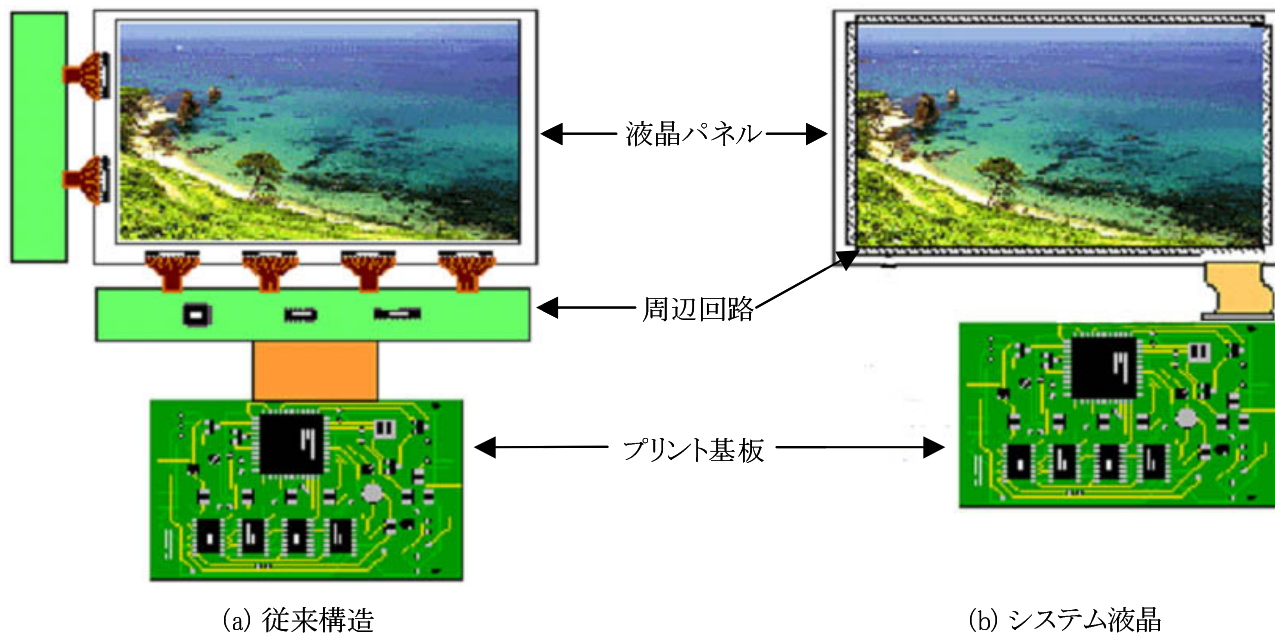 液晶パネル
周辺回路
プリント基板
(a) 従来構造
(b) システム液晶